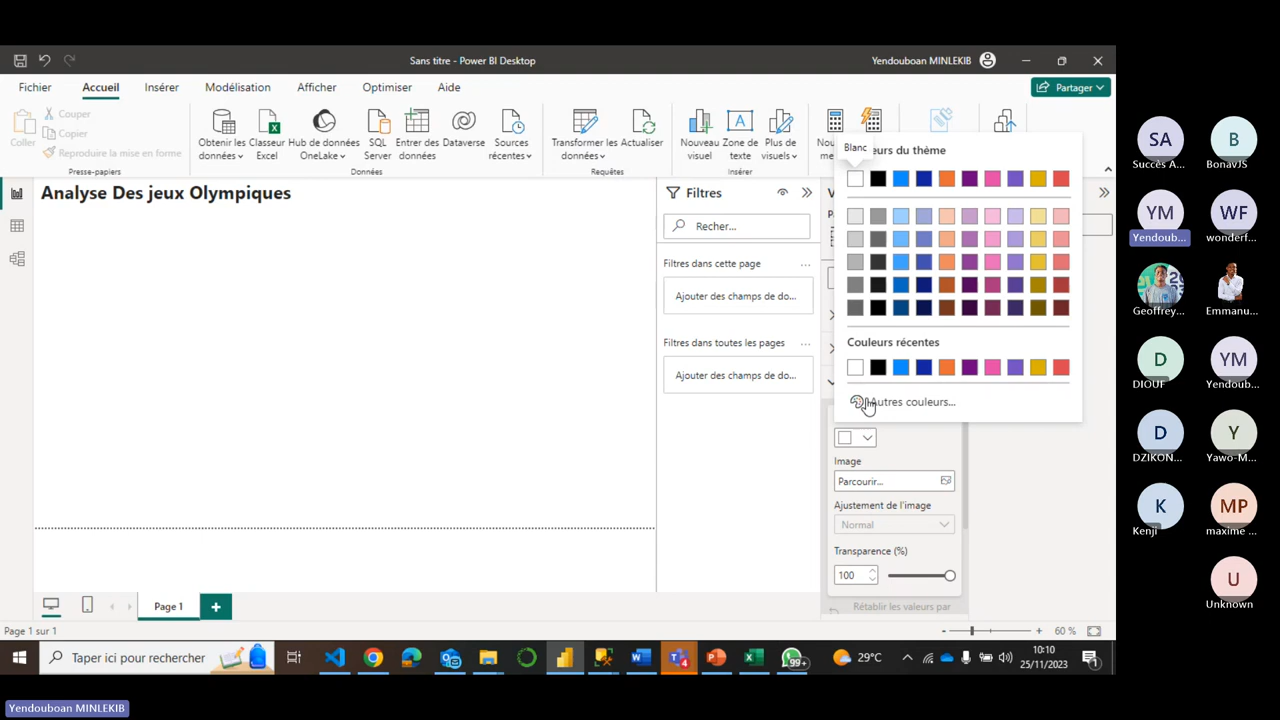 Sans titre - Power BI Desktop
Yendouboan MINLEKIB
Fichier
Accueil
Insérer
Modélisation
Afficher
Optimiser
Aide
Partager
Coller
Couper
Copier
Reproduire la mise en forme
Presse-papiers
Obtenir les données
Classeur Excel
Hub de données OneLake
SQL Server
Entrer des données
Sources récentes
Données
Transformer les données
Actualiser
Requêtes
Nouveau visuel
Zone de texte
Plus de visuels
Insérer
Analyse Des jeux Olympiques
Filtres
Recher...
Filtres dans cette page
Ajouter des champs de do...
Filtres dans toutes les pages
Ajouter des champs de do...
Blanc
eurs du thème
Couleurs récentes
Autres couleurs...
Image
Parcourir...
Ajustement de l'image
Normal
Transparence (%)
100
Rétablir les valeurs par
Page 1
Page 1 sur 1
60 %
Taper ici pour rechercher
99+
29°C
10:10
25/11/2023
1
SA
Succès A...
B
BonavJS
YM
Yendoub...
WF
wonderf...
Geoffrey...
Emmanu...
D
DIOUF
YM
Yendoub...
D
DZIKON...
Y
Yawo-M...
K
Kenji
MP
maxime ...
U
Unknown
Yendouboan MINLEKIB